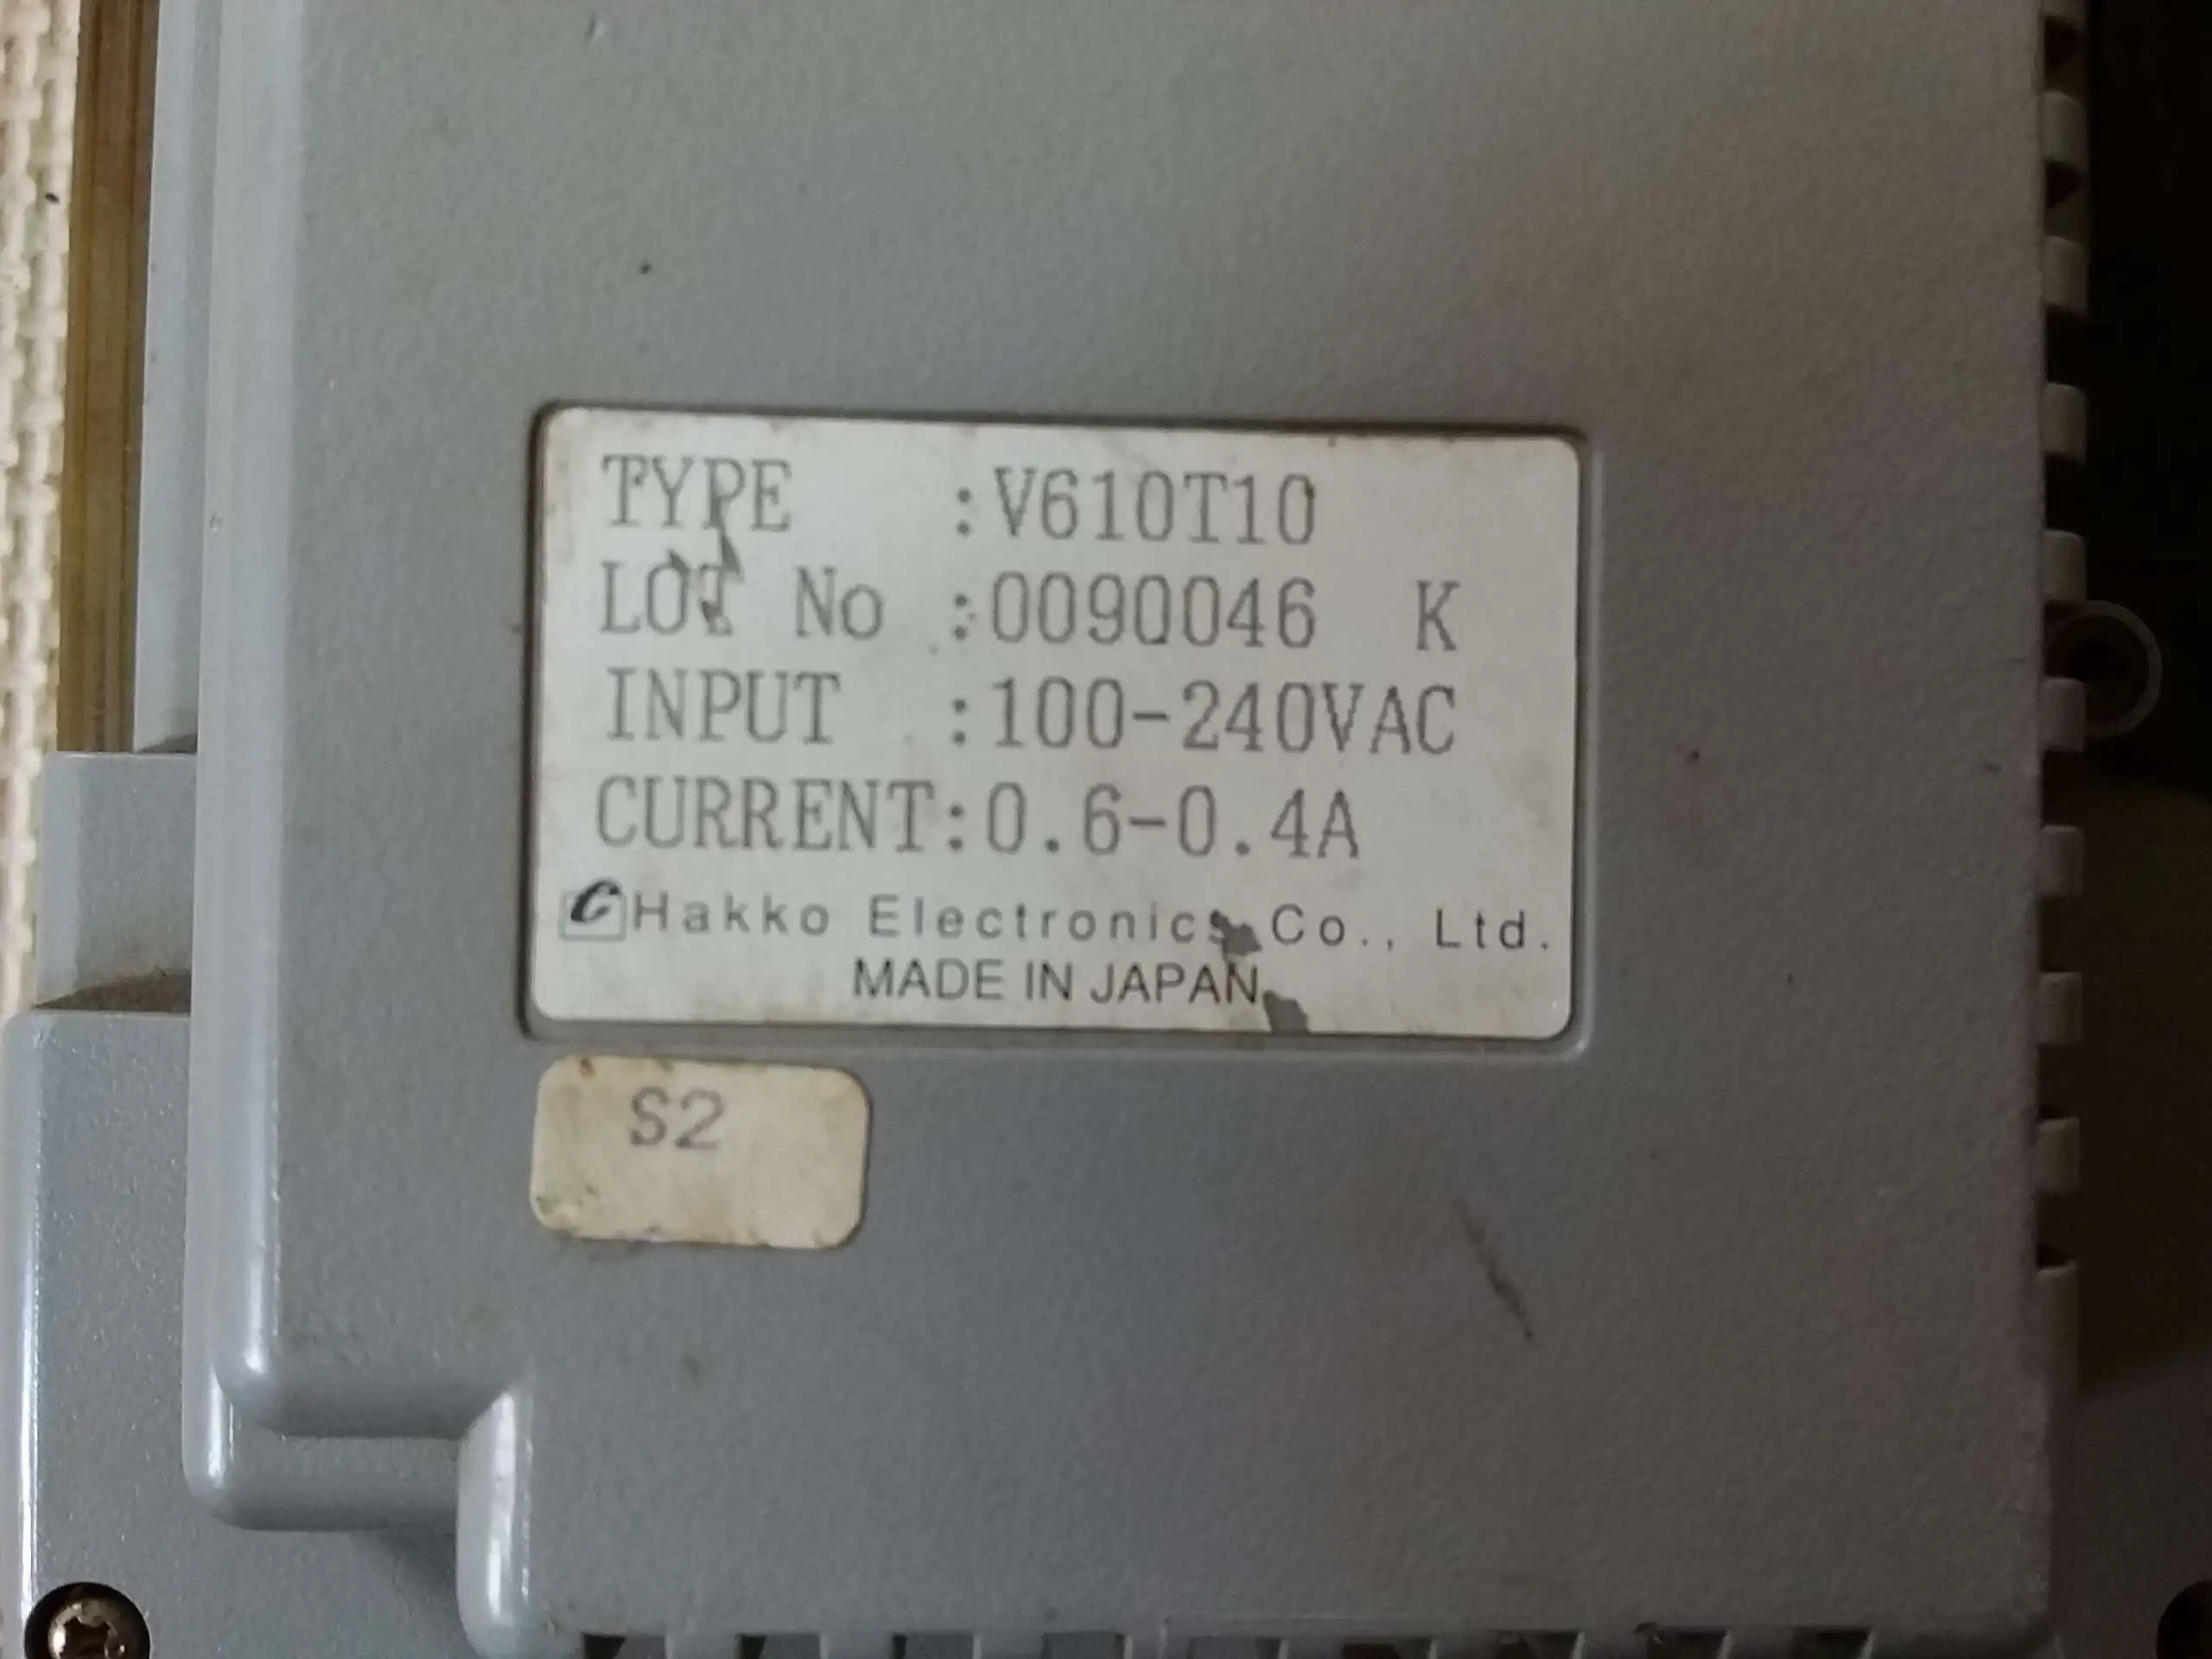 TYPE :V610T10
LOT No :0090046 K
INPUT :100-240VAC
CURRENT:0.6-0.4A
Hakko Electronics Co., Ltd.
MADE IN JAPAN
S2